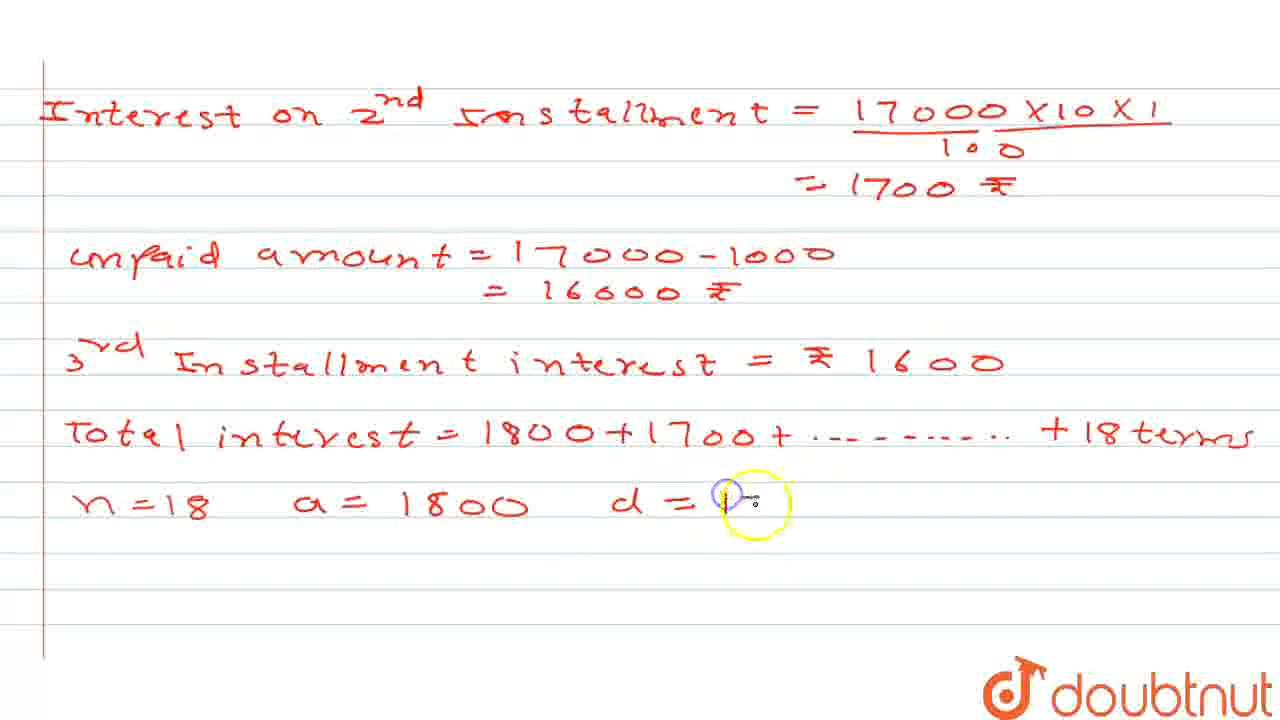 Interest on 2nd Installment = 17000 × 10 × 1
100
= 1700 ₹
unpaid amount = 17000 - 1000
= 16000 ₹
3rd Installment interest = ₹ 1600
Total interest = 1800 + 1700 + ............ + 18 terms
n = 18 a = 1800 d = 17
doubtnut